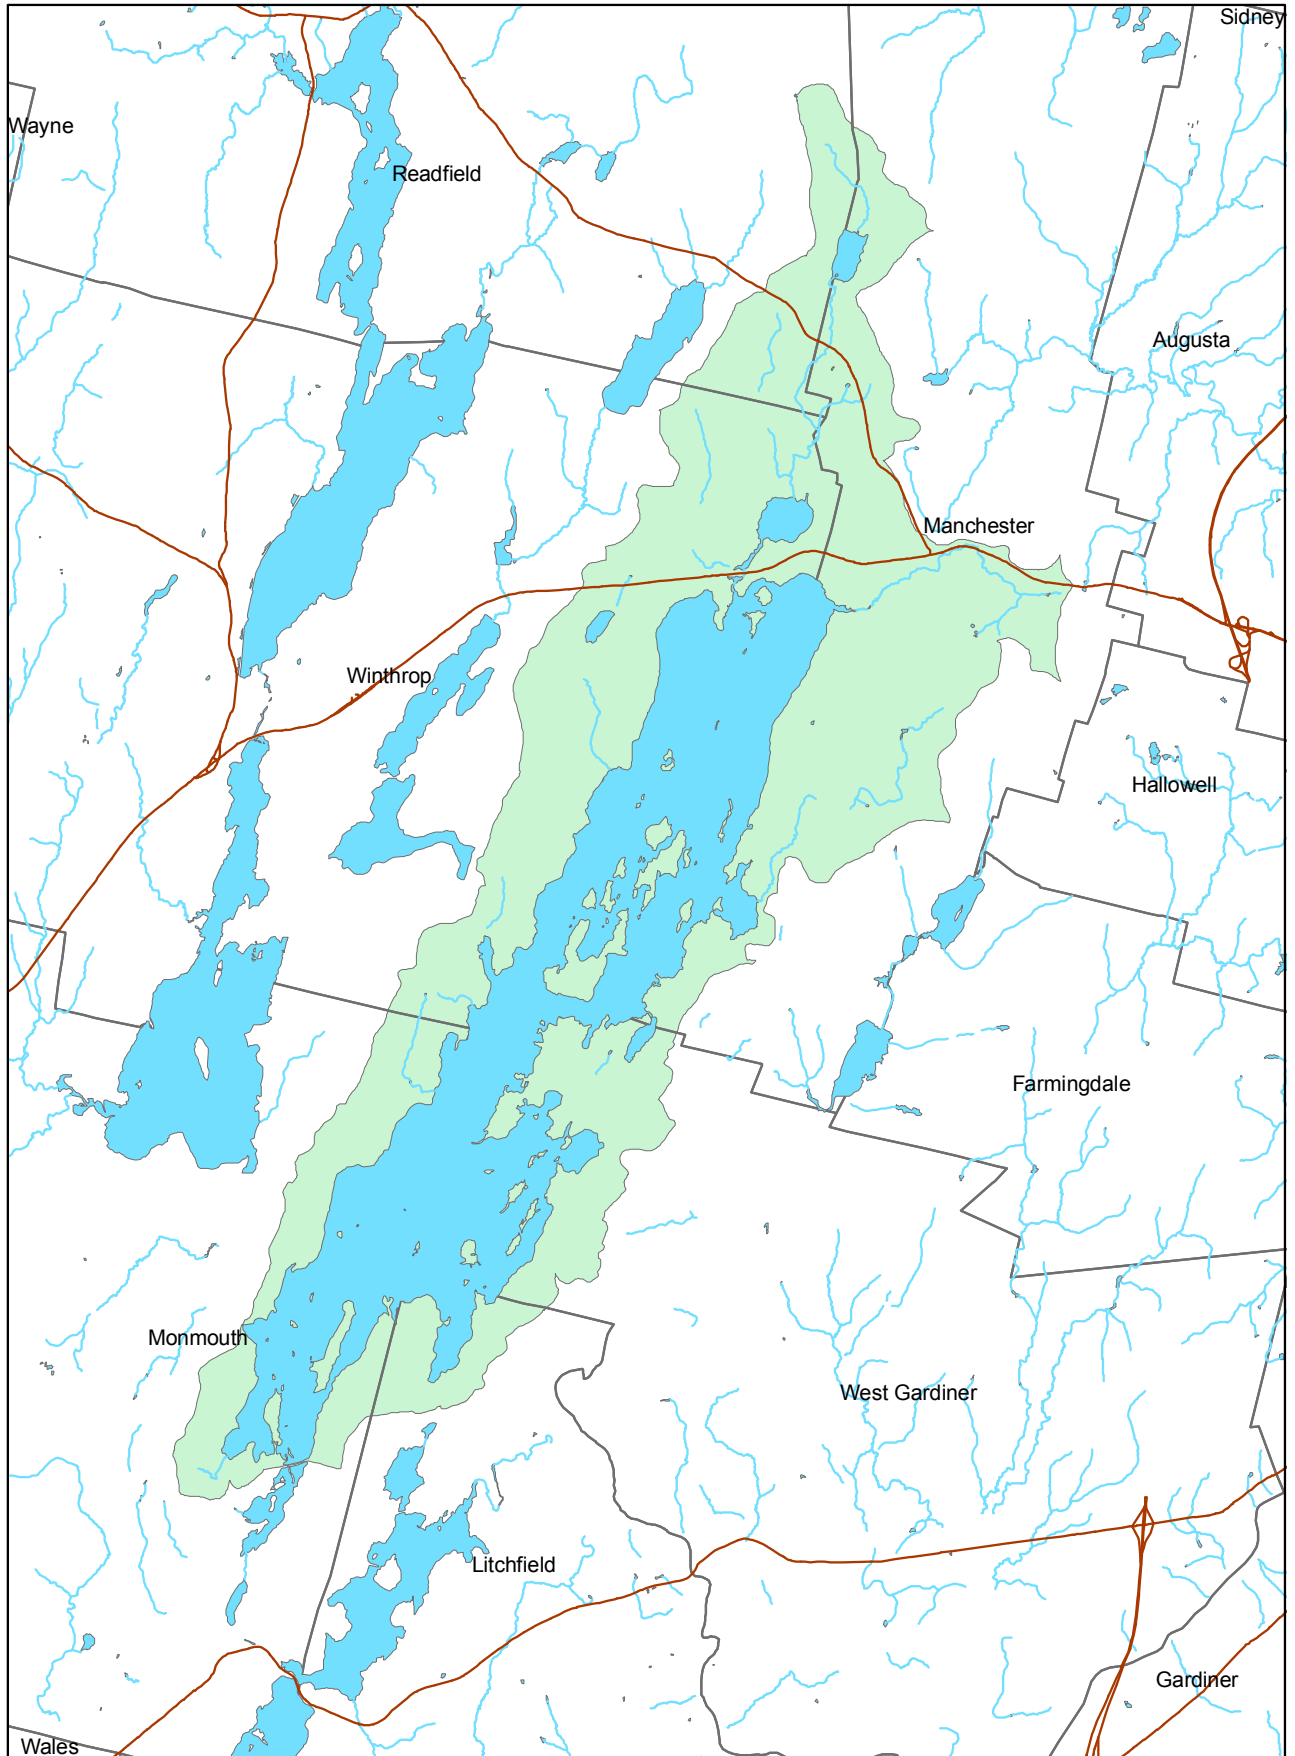 Sidney
Wayne
Readfield
Augusta
Manchester
Winthrop
Hallowell
Farmingdale
Monmouth
West Gardiner
Litchfield
Gardiner
Wales